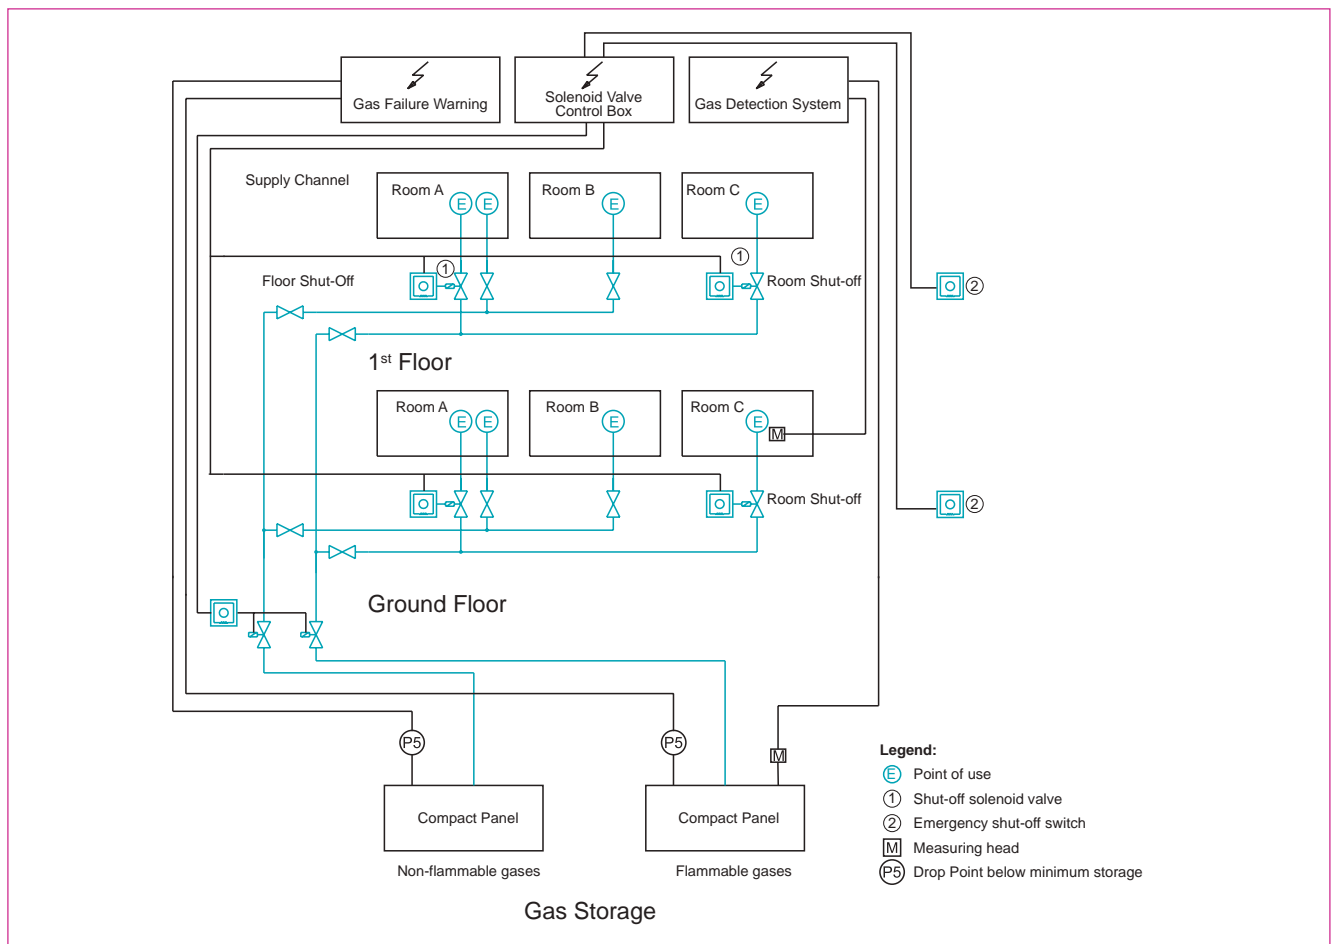 Gas Failure Warning
Solenoid Valve
Control Box
Gas Detection System
Supply Channel
Room A
Room B
Room C
E
E
E
E
1
1
Floor Shut-Off
Room Shut-off
2
1st Floor
Room A
Room B
Room C
E
E
E
E
M
Room Shut-off
2
Ground Floor
P5
P5
M
Compact Panel
Compact Panel
Non-flammable gases
Flammable gases
Gas Storage
Legend:
E Point of use
1 Shut-off solenoid valve
2 Emergency shut-off switch
M Measuring head
P5 Drop Point below minimum storage